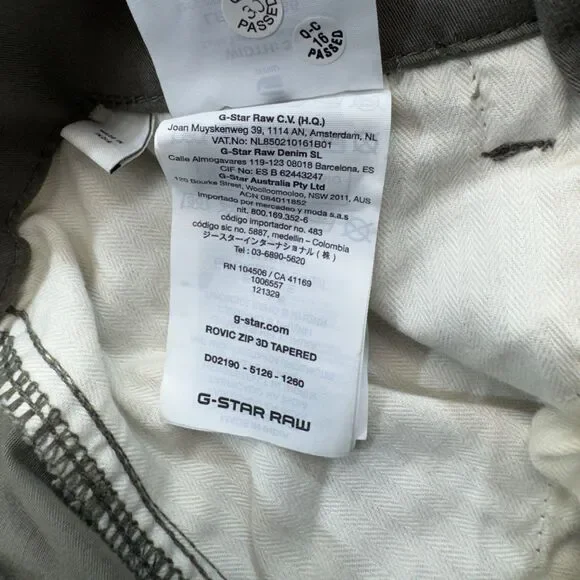 33
PASSED
Q-C
16
PASSED
G-Star Raw C.V. (H.Q.)
Joan Muyskenweg 39, 1114 AN, Amsterdam, NL
VAT.No: NL850210161B01
G-Star Raw Denim SL
Calle Almogavares 119-123 08018 Barcelona, ES
CIF No: ES B 62443247
G-Star Australia Pty Ltd
120 Bourke Street, Woolloomooloo, NSW 2011, AUS
ACN 084011852
Importado por mercadeo y moda s.a.s
nit. 800.169.352-6
código importador no. 483
código sic no. 5887, medellin – Colombia
ジースターインターナショナル (株)
Tel : 03-6890-5620
RN 104506 / CA 41169
1006557
121329
g-star.com
ROVIC ZIP 3D TAPERED
D02190 - 5126 - 1260
G-STAR RAW